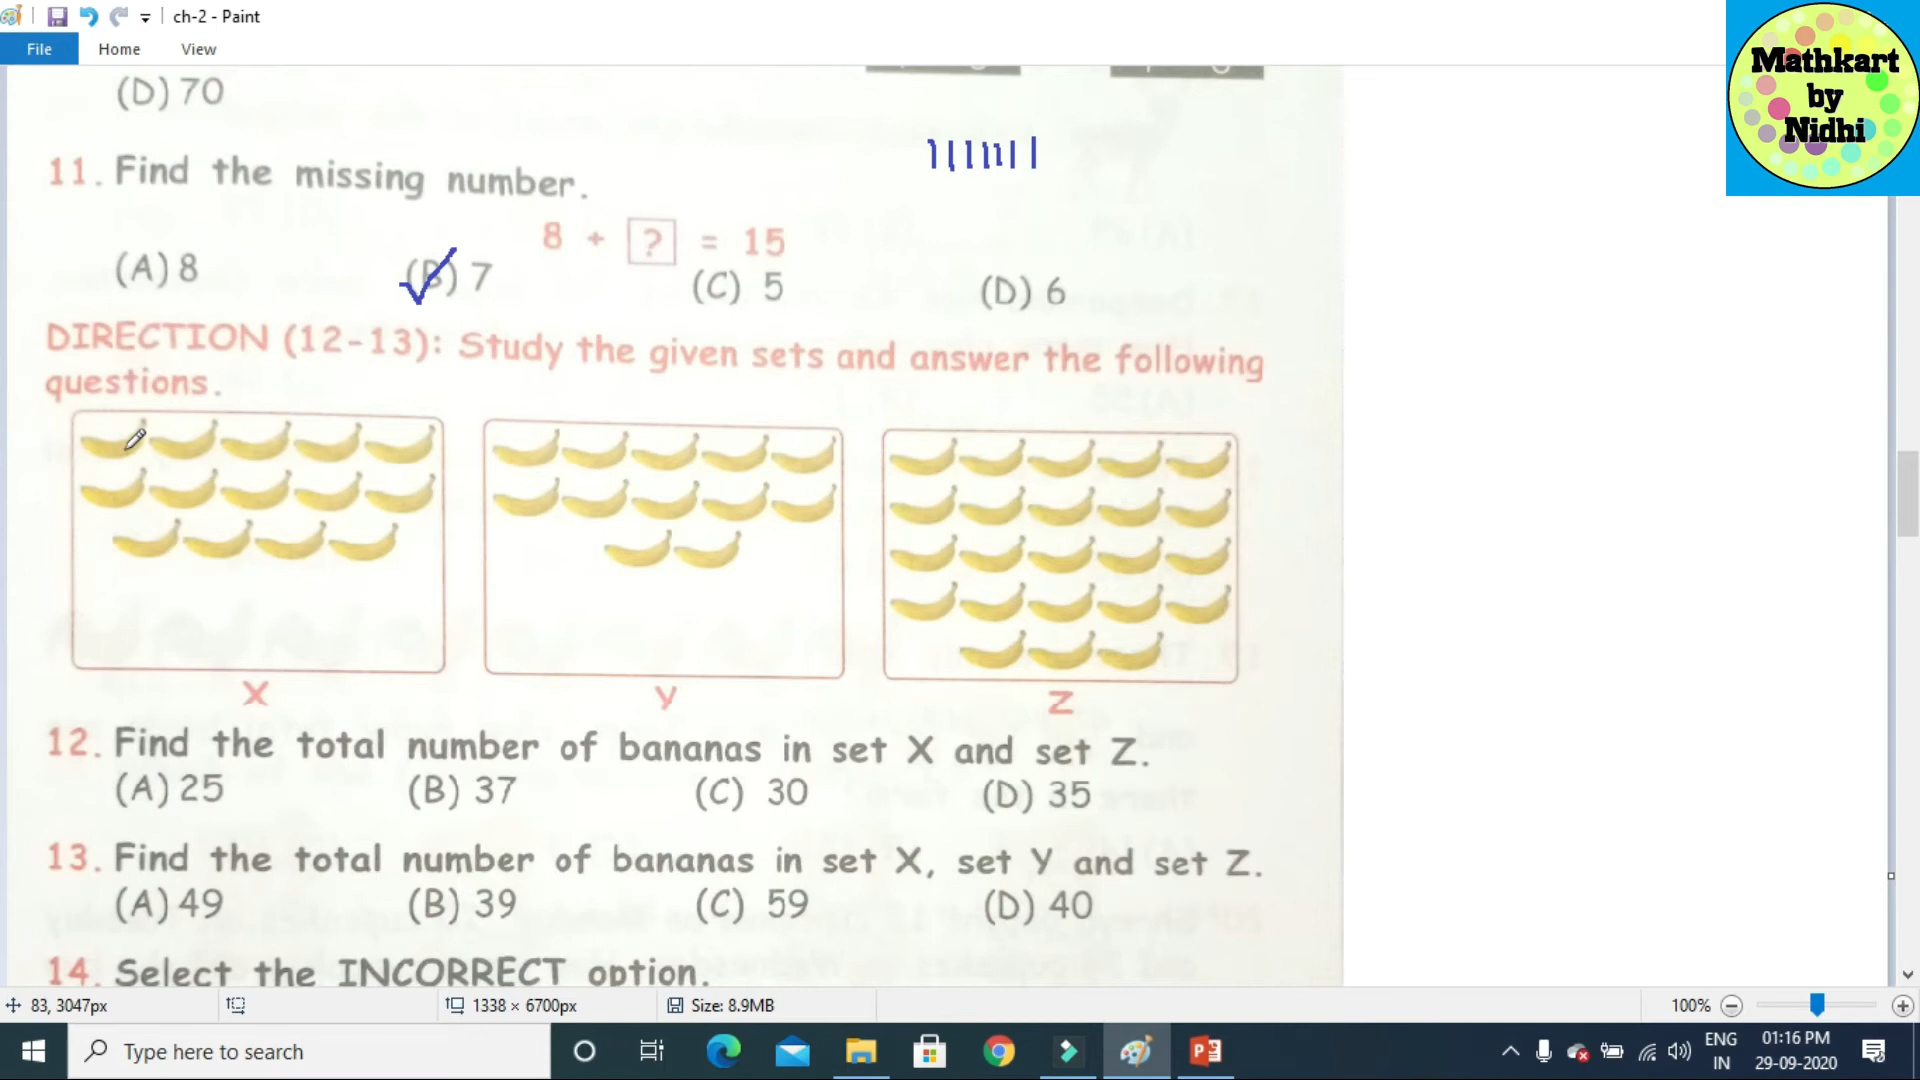 ch-2 - Paint
File Home View
Mathkart
by
Nidhi
(D) 70
11. Find the missing number.
8 + ? = 15
(A) 8 (B) 7 (C) 5 (D) 6
DIRECTION (12-13): Study the given sets and answer the following
questions.
X Y Z
12. Find the total number of bananas in set X and set Z.
(A) 25 (B) 37 (C) 30 (D) 35
13. Find the total number of bananas in set X, set Y and set Z.
(A) 49 (B) 39 (C) 59 (D) 40
14. Select the INCORRECT option.
83, 3047px 1338 × 6700px Size: 8.9MB 100%
Type here to search
ENG
IN
01:16 PM
29-09-2020